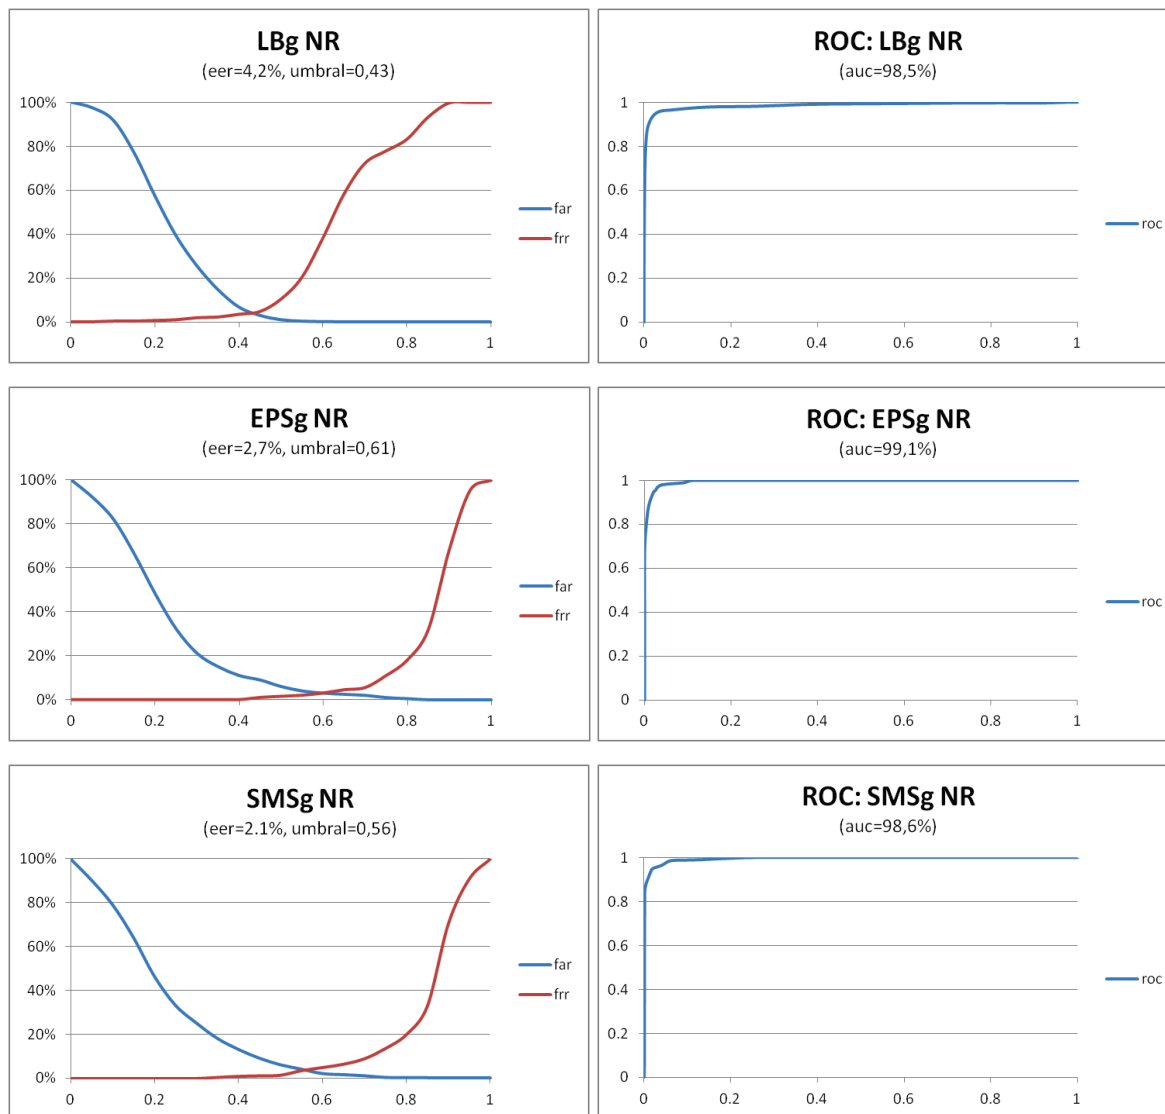 LBg NR
(eer=4,2%, umbral=0,43)
100%
80%
60%
40%
20%
0%
0 0.2 0.4 0.6 0.8 1
far
frr
ROC: LBg NR
(auc=98,5%)
1
0.8
0.6
0.4
0.2
0
0 0.2 0.4 0.6 0.8 1
roc
EPSg NR
(eer=2,7%, umbral=0,61)
100%
80%
60%
40%
20%
0%
0 0.2 0.4 0.6 0.8 1
far
frr
ROC: EPSg NR
(auc=99,1%)
1
0.8
0.6
0.4
0.2
0
0 0.2 0.4 0.6 0.8 1
roc
SMSg NR
(eer=2.1%, umbral=0,56)
100%
80%
60%
40%
20%
0%
0 0.2 0.4 0.6 0.8 1
far
frr
ROC: SMSg NR
(auc=98,6%)
1
0.8
0.6
0.4
0.2
0
0 0.2 0.4 0.6 0.8 1
roc